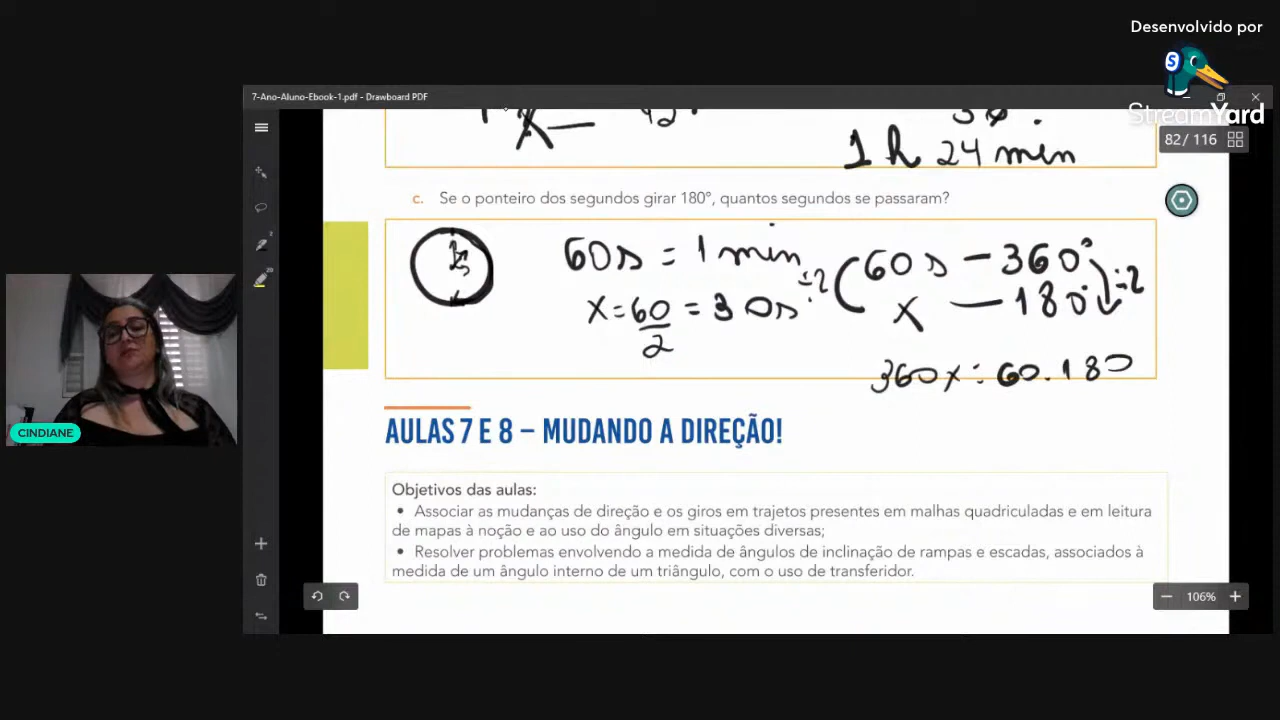 Desenvolvido por
StreamYard
7-Ano-Aluno-Ebook-1.pdf - Drawboard PDF
82 / 116
X —
1 h 24 min
c. Se o ponteiro dos segundos girar 180°, quantos segundos se passaram?
60s = 1 min
x = 60/2 = 30s
÷2
60s — 360°
x — 180°
÷2
360x = 60.180
CINDIANE
AULAS 7 E 8 – MUDANDO A DIREÇÃO!
Objetivos das aulas:
• Associar as mudanças de direção e os giros em trajetos presentes em malhas quadriculadas e em leitura
de mapas à noção e ao uso do ângulo em situações diversas;
• Resolver problemas envolvendo a medida de ângulos de inclinação de rampas e escadas, associados à
medida de um ângulo interno de um triângulo, com o uso de transferidor.
106%